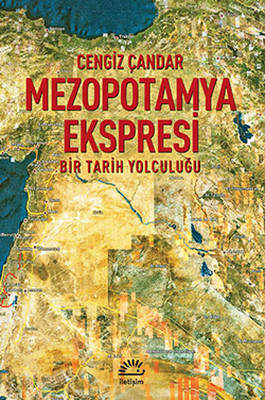 CENGİZ ÇANDAR
MEZOPOTAMYA
EKSPRESİ
BİR TARİH YOLCULUĞU
iletişim